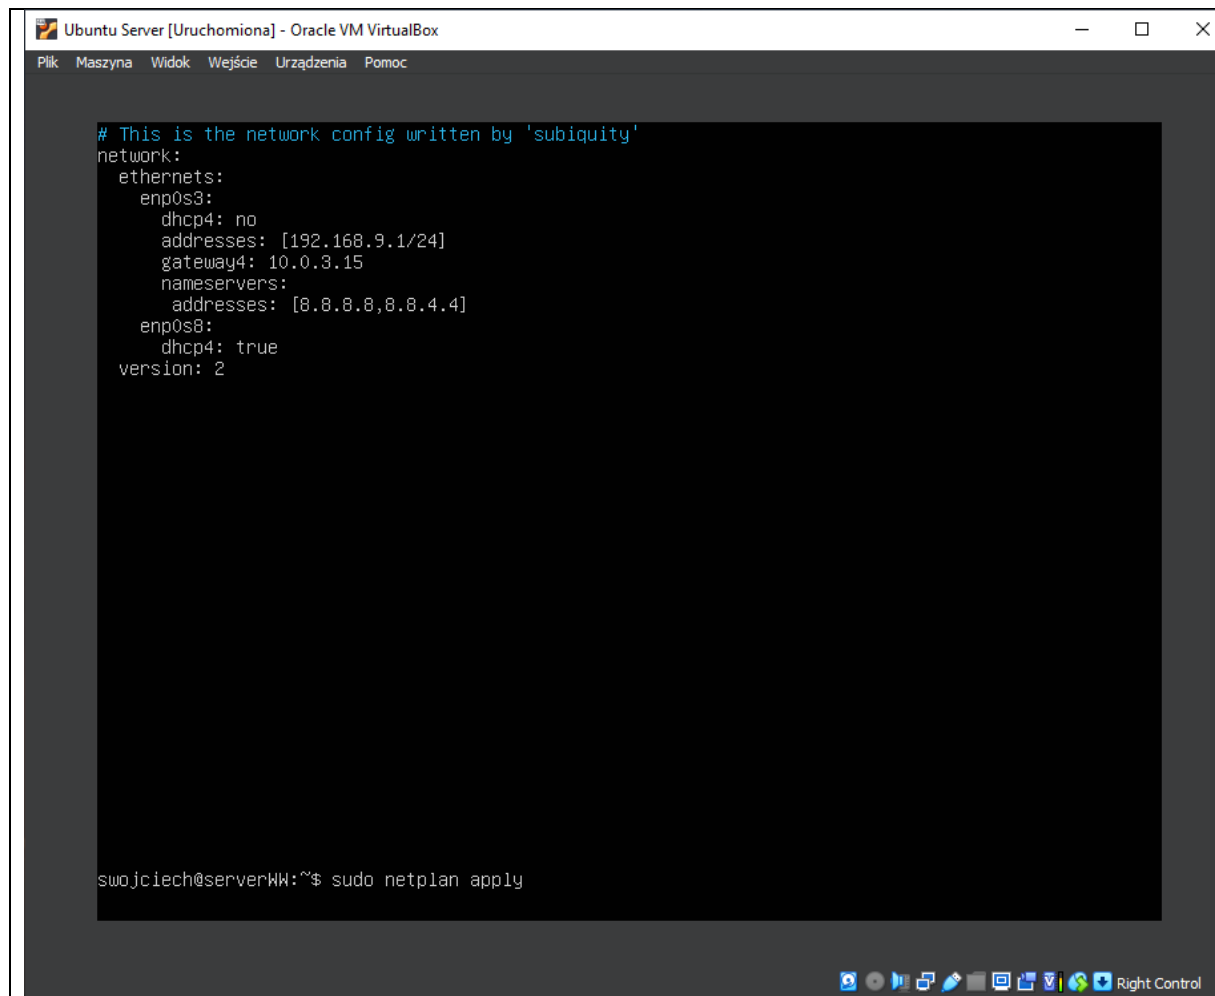 Ubuntu Server [Uruchomiona] - Oracle VM VirtualBox
Plik Maszyna Widok Wejście Urządzenia Pomoc
# This is the network config written by 'subiquity'
network:
  ethernets:
    enp0s3:
      dhcp4: no
      addresses: [192.168.9.1/24]
      gateway4: 10.0.3.15
      nameservers:
       addresses: [8.8.8.8,8.8.4.4]
    enp0s8:
      dhcp4: true
  version: 2
swojciech@serverWW:~$ sudo netplan apply
Right Control